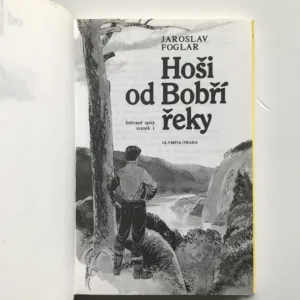 JAROSLAV
FOGLAR
Hoši
od Bobří
řeky
Sebrané spisy
svazek 1
OLYMPIA/PRAHA